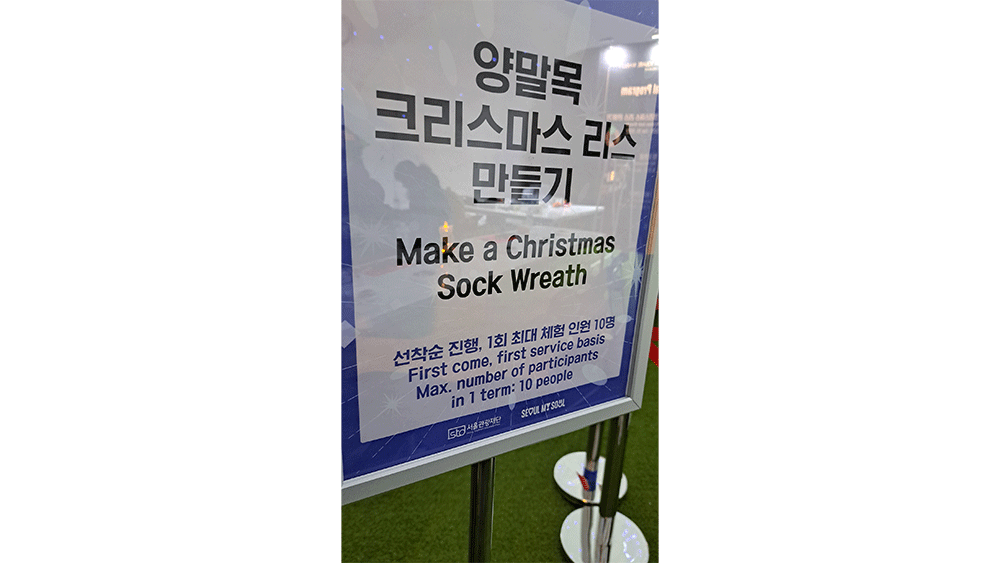 양말목
크리스마스 리스
만들기
Make a Christmas
Sock Wreath
선착순 진행, 1회 최대 체험 인원 10명
First come, first service basis
Max. number of participants
in 1 term: 10 people
sto 서울관광재단
SEOUL MY SOUL